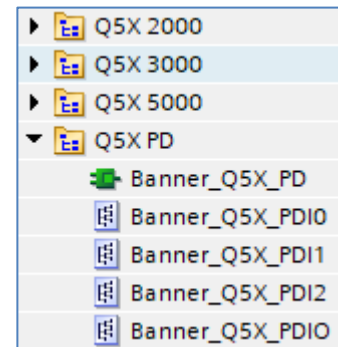 Q5X 2000
Q5X 3000
Q5X 5000
Q5X PD
Banner_Q5X_PD
Banner_Q5X_PDI0
Banner_Q5X_PDI1
Banner_Q5X_PDI2
Banner_Q5X_PDIO